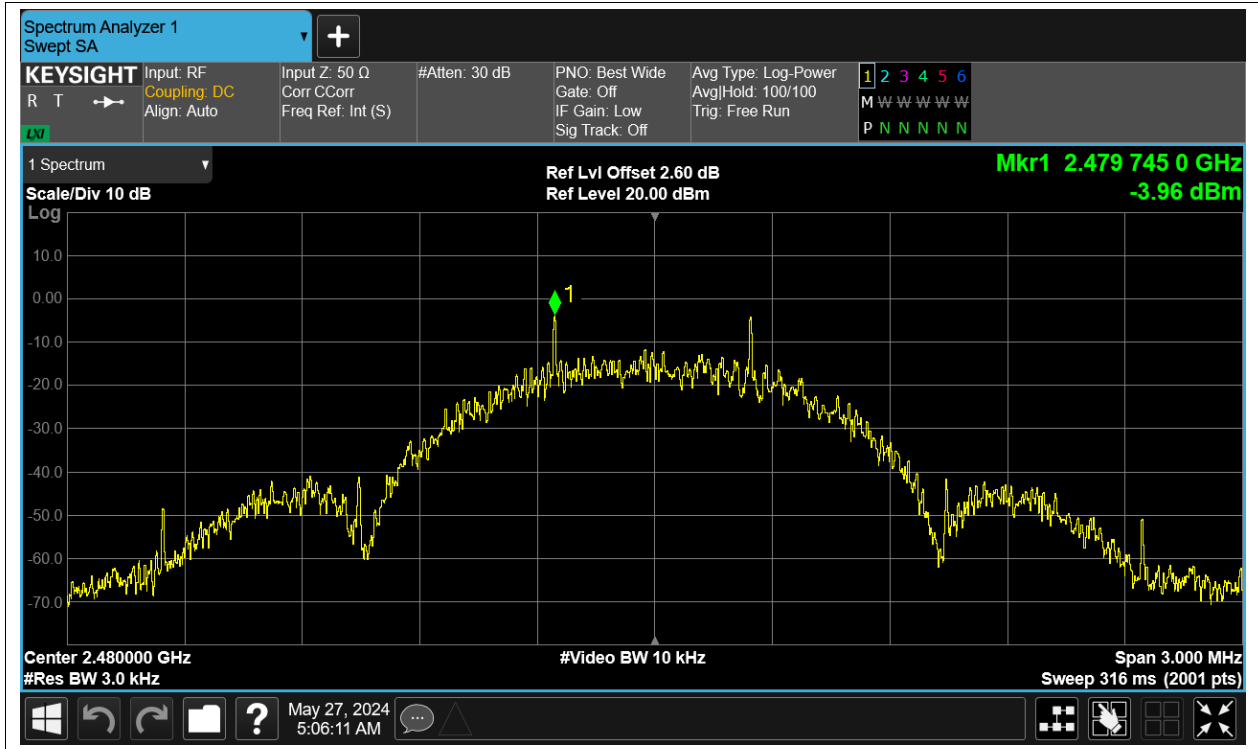 Spectrum Analyzer 1
Swept SA
KEYSIGHT
R T
LXI
Input: RF
Coupling: DC
Align: Auto
Input Z: 50 Ω
Corr CCorr
Freq Ref: Int (S)
#Atten: 30 dB
PNO: Best Wide
Gate: Off
IF Gain: Low
Sig Track: Off
Avg Type: Log-Power
Avg|Hold: 100/100
Trig: Free Run
1 2 3 4 5 6
M W W W W W W
P N N N N N N
1 Spectrum
Scale/Div 10 dB
Log
Ref Lvl Offset 2.60 dB
Ref Level 20.00 dBm
Mkr1 2.479 745 0 GHz
-3.96 dBm
10.0
0.00
-10.0
-20.0
-30.0
-40.0
-50.0
-60.0
-70.0
1
Center 2.480000 GHz
#Res BW 3.0 kHz
#Video BW 10 kHz
Span 3.000 MHz
Sweep 316 ms (2001 pts)
?
May 27, 2024
5:06:11 AM